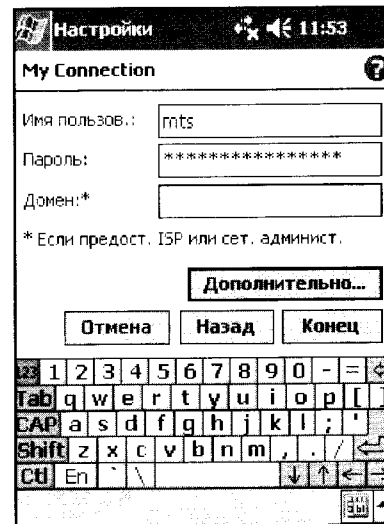 Настройки 11:53
My Connection ?
Имя пользов.: mts
Пароль: ****************
Домен:*
* Если предост. ISP или сет. админист.
Дополнительно...
Отмена Назад Конец
123 1 2 3 4 5 6 7 8 9 0 - =
Tab q w e r t y u i o p [ ]
CAP a s d f g h j k l ; '
Shift z x c v b n m , . /
Ctl En ` \ ↓ ↑ ← →